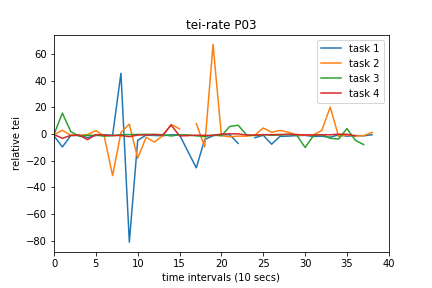 tei-rate P03
task 1
task 2
task 3
task 4
60
40
20
0
−20
−40
−60
−80
relative tei
0 5 10 15 20 25 30 35 40
time intervals (10 secs)